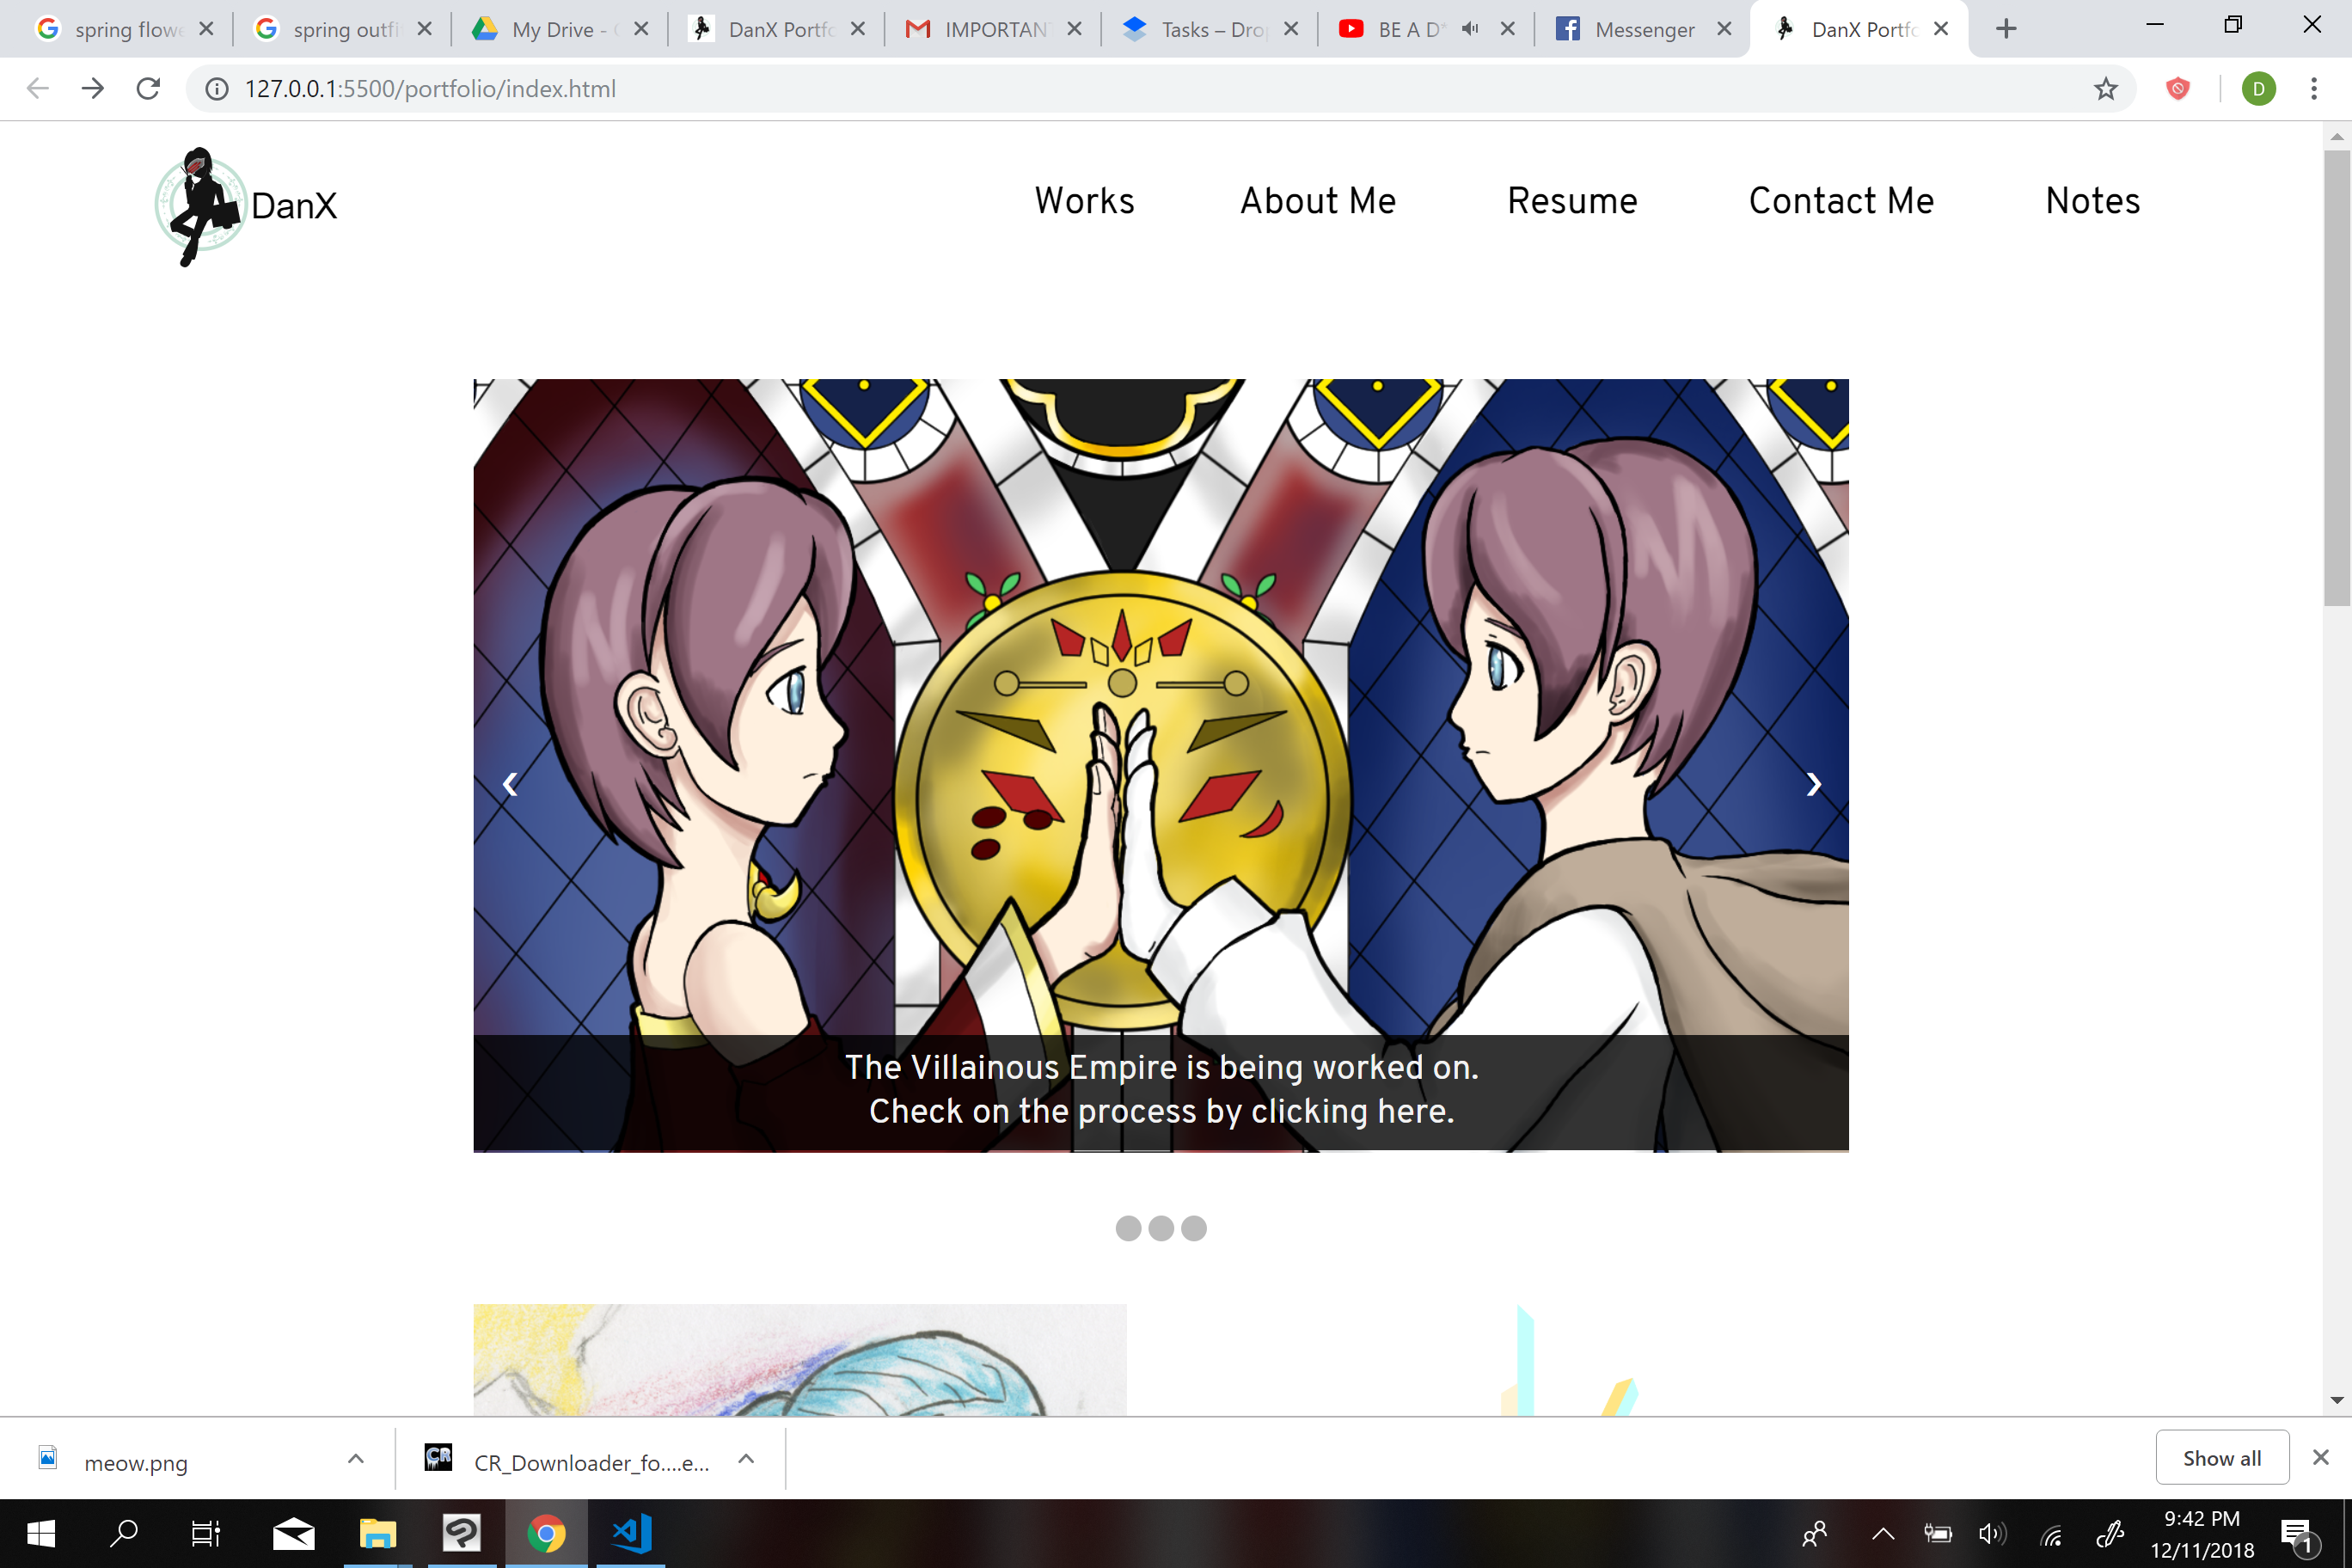 spring flowe
spring outfi
My Drive -
DanX Portfo
IMPORTAN
Tasks – Dro
BE A D*
Messenger
DanX Portfo
127.0.0.1:5500/portfolio/index.html
D
DanX
Works
About Me
Resume
Contact Me
Notes
The Villainous Empire is being worked on.
Check on the process by clicking here.
meow.png
CR
CR_Downloader_fo....e...
Show all
9:42 PM
12/11/2018
1